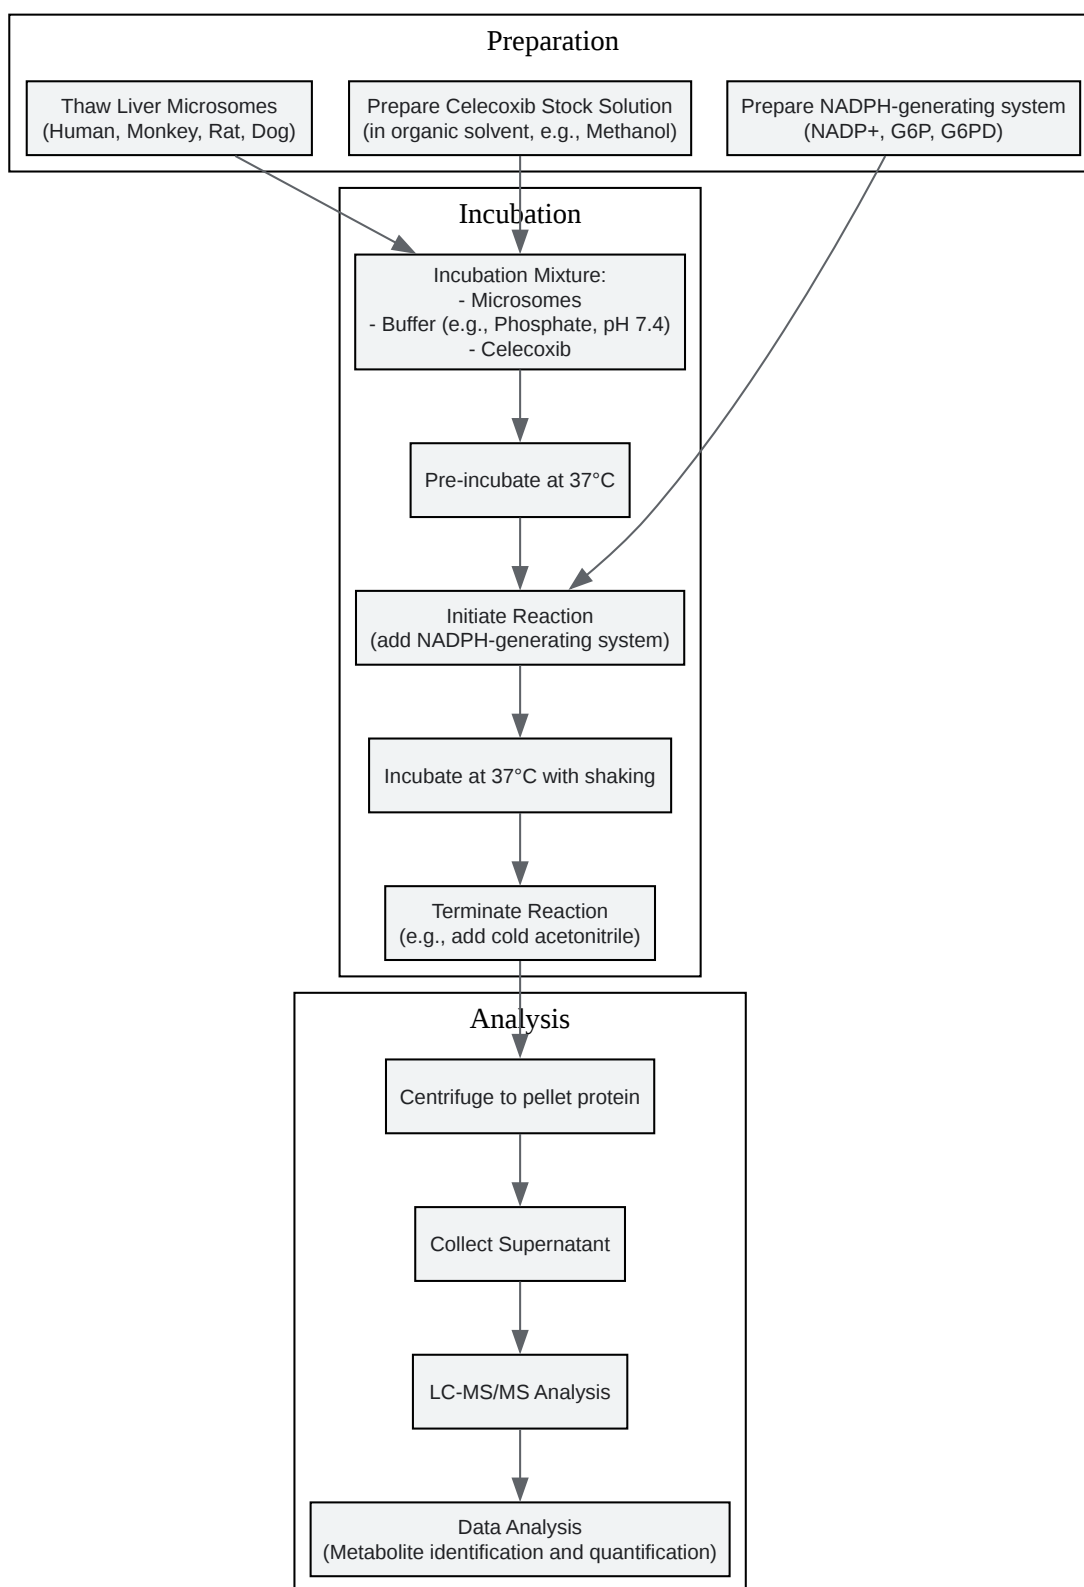 Preparation
Thaw Liver Microsomes
(Human, Monkey, Rat, Dog)
Prepare Celecoxib Stock Solution
(in organic solvent, e.g., Methanol)
Prepare NADPH-generating system
(NADP+, G6P, G6PD)
Incubation
Incubation Mixture:
- Microsomes
- Buffer (e.g., Phosphate, pH 7.4)
- Celecoxib
Pre-incubate at 37°C
Initiate Reaction
(add NADPH-generating system)
Incubate at 37°C with shaking
Terminate Reaction
(e.g., add cold acetonitrile)
Analysis
Centrifuge to pellet protein
Collect Supernatant
LC-MS/MS Analysis
Data Analysis
(Metabolite identification and quantification)